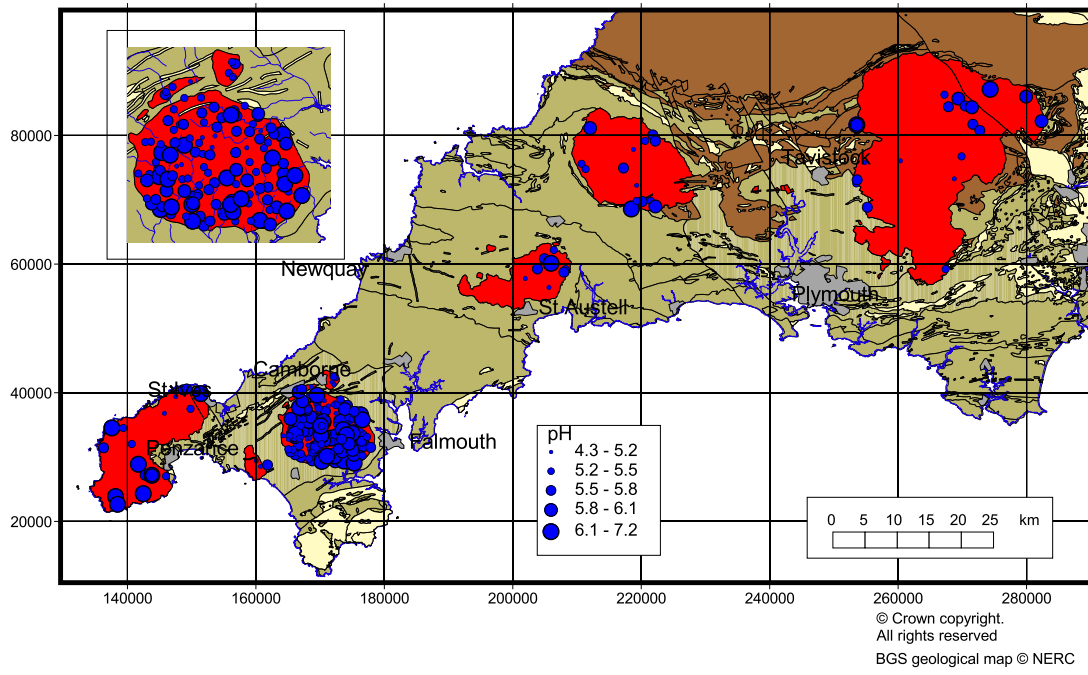 80000
60000
40000
20000
Tavistock
Newquay
Plymouth
St Austell
Camborne
St Ives
Falmouth
Penzance
pH
4.3 - 5.2
5.2 - 5.5
5.5 - 5.8
5.8 - 6.1
6.1 - 7.2
0 5 10 15 20 25 km
140000 160000 180000 200000 220000 240000 260000 280000
© Crown copyright.
All rights reserved
BGS geological map © NERC